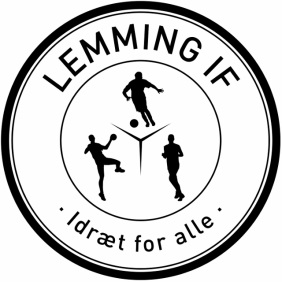 LEMMING IF
· Idræt for alle ·